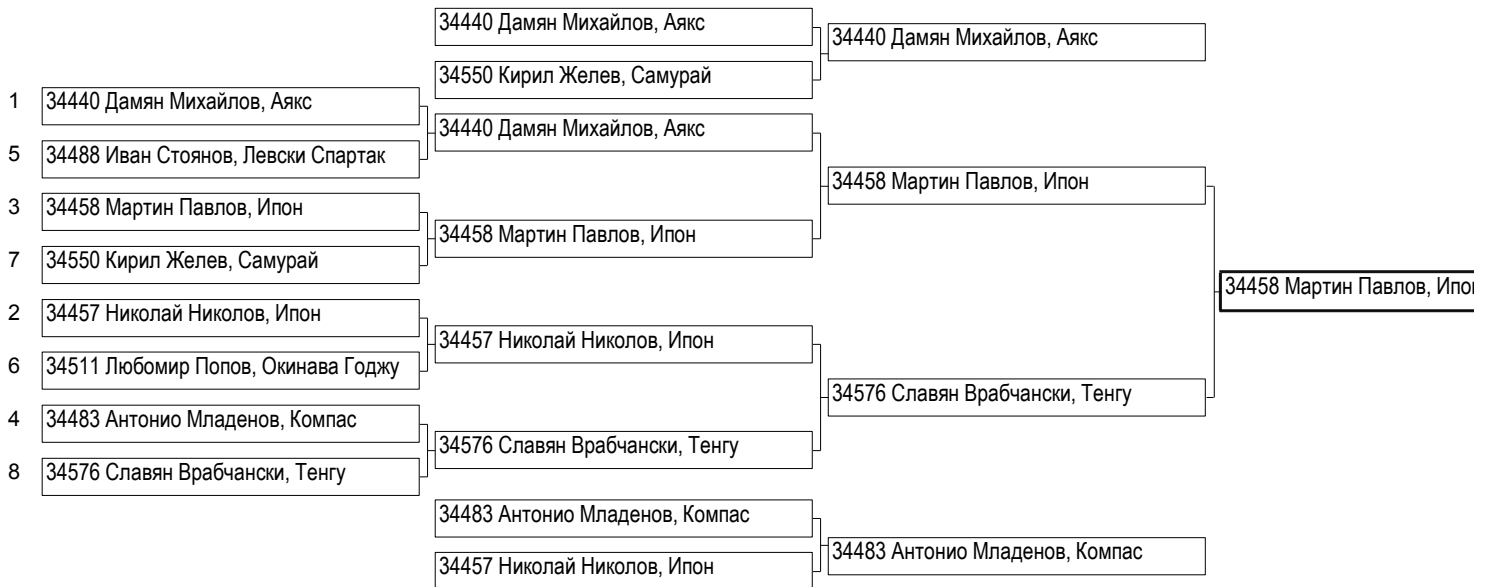 34440 Дамян Михайлов, Аякс
34440 Дамян Михайлов, Аякс
34550 Кирил Желев, Самурай
1 34440 Дамян Михайлов, Аякс
34440 Дамян Михайлов, Аякс
5 34488 Иван Стоянов, Левски Спартак
34458 Мартин Павлов, Ипон
3 34458 Мартин Павлов, Ипон
34458 Мартин Павлов, Ипон
7 34550 Кирил Желев, Самурай
34458 Мартин Павлов,
2 34457 Николай Николов, Ипон
34457 Николай Николов, Ипон
6 34511 Любомир Попов, Окинава Годжу
34576 Славян Врабчански, Тенгу
4 34483 Антонио Младенов, Компас
34576 Славян Врабчански, Тенгу
8 34576 Славян Врабчански, Тенгу
34483 Антонио Младенов, Компас
34483 Антонио Младенов, Компас
34457 Николай Николов, Ипон